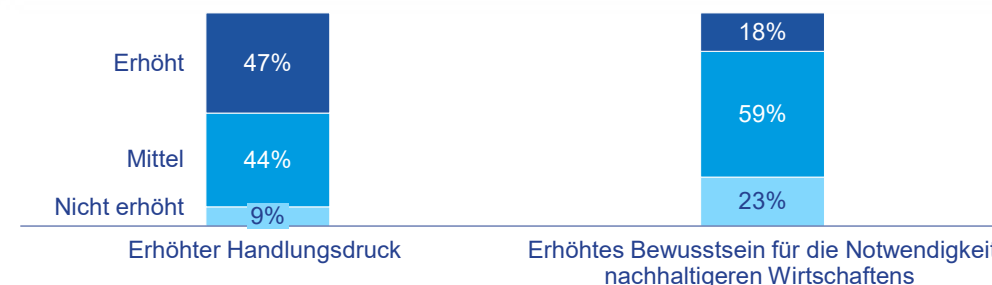 Erhöht 47% 18%
59%
Mittel 44%
Nicht erhöht 9% 23%
Erhöhter Handlungsdruck Erhöhtes Bewusstsein für die Notwendigkeit
nachhaltigeren Wirtschaftens